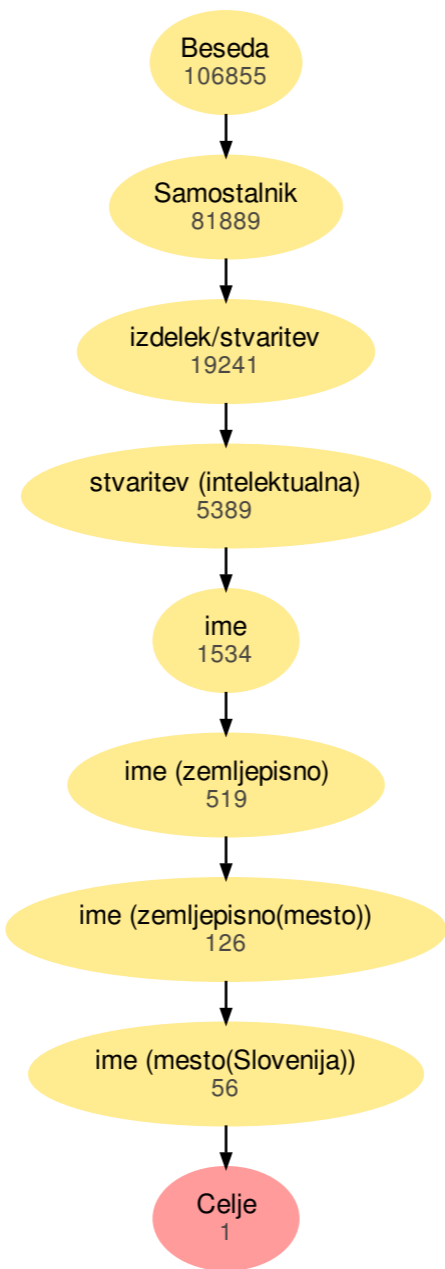 Beseda
106855
Samostalnik
81889
izdelek/stvaritev
19241
stvaritev (intelektualna)
5389
ime
1534
ime (zemljepisno)
519
ime (zemljepisno(mesto))
126
ime (mesto(Slovenija))
56
Celje
1